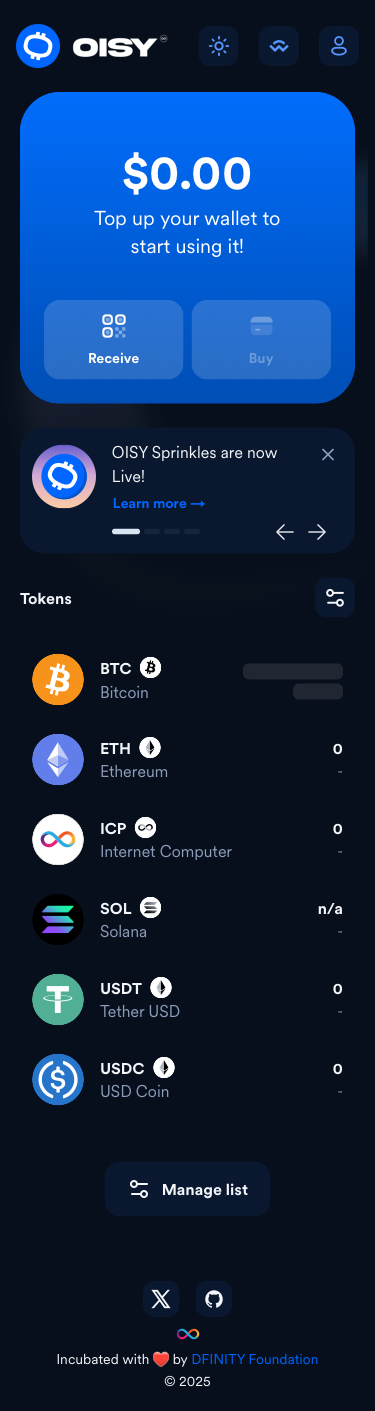 OISY
$0.00
Top up your wallet to
start using it!
Receive
Buy
OISY Sprinkles are now
Live!
Learn more →
Tokens
BTC
Bitcoin
ETH
0
Ethereum
-
ICP
0
Internet Computer
-
SOL
n/a
Solana
-
USDT
0
Tether USD
-
USDC
0
USD Coin
-
Manage list
Incubated with ❤️ by DFINITY Foundation
© 2025